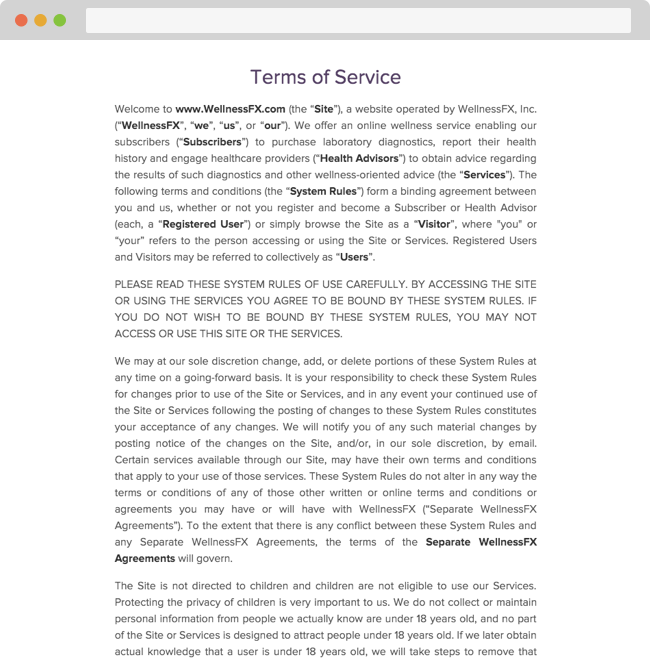 Terms of Service
Welcome to www.WellnessFX.com (the “Site”), a website operated by WellnessFX, Inc.
(“WellnessFX”, “we”, “us”, or “our”). We offer an online wellness service enabling our
subscribers (“Subscribers”) to purchase laboratory diagnostics, report their health
history and engage healthcare providers (“Health Advisors”) to obtain advice regarding
the results of such diagnostics and other wellness-oriented advice (the “Services”). The
following terms and conditions (the “System Rules”) form a binding agreement between
you and us, whether or not you register and become a Subscriber or Health Advisor
(each, a “Registered User”) or simply browse the Site as a “Visitor”, where "you" or
“your” refers to the person accessing or using the Site or Services. Registered Users
and Visitors may be referred to collectively as “Users”.
PLEASE READ THESE SYSTEM RULES OF USE CAREFULLY. BY ACCESSING THE SITE
OR USING THE SERVICES YOU AGREE TO BE BOUND BY THESE SYSTEM RULES. IF
YOU DO NOT WISH TO BE BOUND BY THESE SYSTEM RULES, YOU MAY NOT
ACCESS OR USE THIS SITE OR THE SERVICES.
We may at our sole discretion change, add, or delete portions of these System Rules at
any time on a going-forward basis. It is your responsibility to check these System Rules
for changes prior to use of the Site or Services, and in any event your continued use of
the Site or Services following the posting of changes to these System Rules constitutes
your acceptance of any changes. We will notify you of any such material changes by
posting notice of the changes on the Site, and/or, in our sole discretion, by email.
Certain services available through our Site, may have their own terms and conditions
that apply to your use of those services. These System Rules do not alter in any way the
terms or conditions of any of those other written or online terms and conditions or
agreements you may have or will have with WellnessFX (“Separate WellnessFX
Agreements”). To the extent that there is any conflict between these System Rules and
any Separate WellnessFX Agreements, the terms of the Separate WellnessFX
Agreements will govern.
The Site is not directed to children and children are not eligible to use our Services.
Protecting the privacy of children is very important to us. We do not collect or maintain
personal information from people we actually know are under 18 years old, and no part
of the Site or Services is designed to attract people under 18 years old. If we later obtain
actual knowledge that a user is under 18 years old, we will take steps to remove that